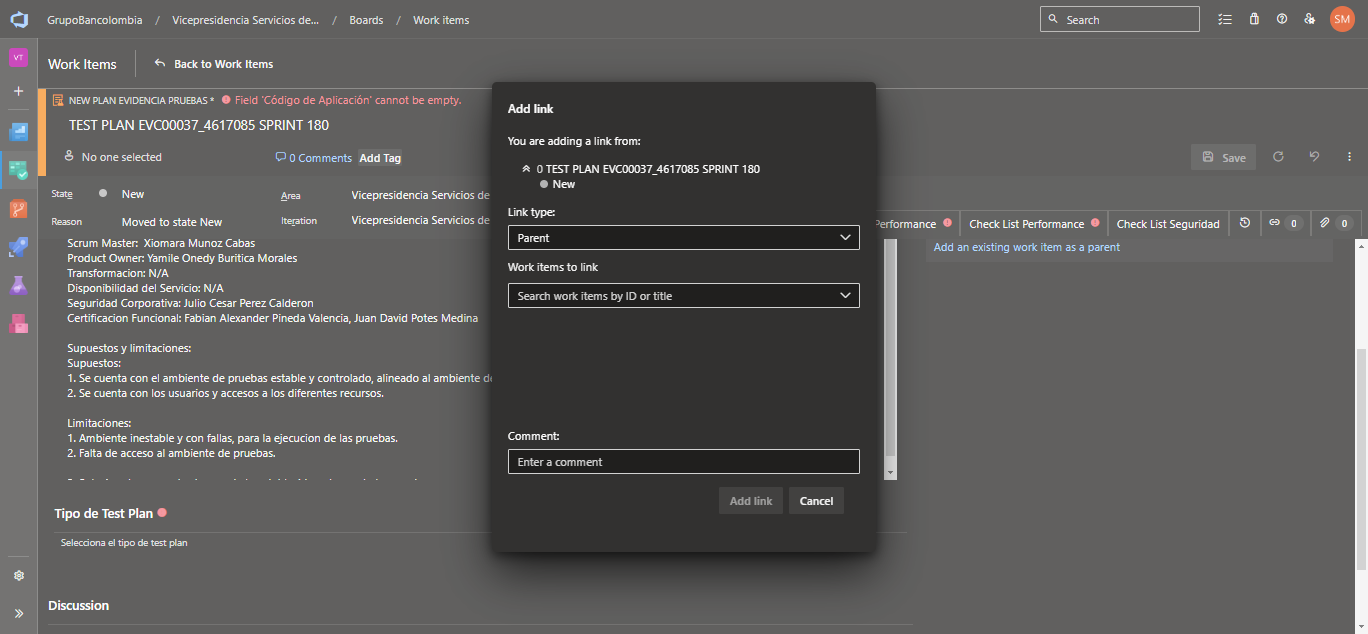 GrupoBancolombia / Vicepresidencia Servicios de... / Boards / Work items
Search
SM
VT
Work Items
Back to Work Items
NEW PLAN EVIDENCIA PRUEBAS * Field 'Código de Aplicación' cannot be empty.
TEST PLAN EVC00037_4617085 SPRINT 180
No one selected
0 Comments
Add Tag
Save
State
New
Area
Vicepresidencia Servicios de
Reason
Moved to state New
Iteration
Vicepresidencia Servicios de
Performance
Check List Performance
Check List Seguridad
0
0
Scrum Master: Xiomara Munoz Cabas
Product Owner: Yamile Onedy Buritica Morales
Transformacion: N/A
Disponibilidad del Servicio: N/A
Seguridad Corporativa: Julio Cesar Perez Calderon
Certificacion Funcional: Fabian Alexander Pineda Valencia, Juan David Potes Medina
Supuestos y limitaciones:
Supuestos:
1. Se cuenta con el ambiente de pruebas estable y controlado, alineado al ambiente de
2. Se cuenta con los usuarios y accesos a los diferentes recursos.
Limitaciones:
1. Ambiente inestable y con fallas, para la ejecucion de las pruebas.
2. Falta de acceso al ambiente de pruebas.
Tipo de Test Plan
Selecciona el tipo de test plan
Discussion
Add an existing work item as a parent
Add link
You are adding a link from:
0 TEST PLAN EVC00037_4617085 SPRINT 180
New
Link type:
Parent
Work items to link
Search work items by ID or title
Comment:
Enter a comment
Add link
Cancel